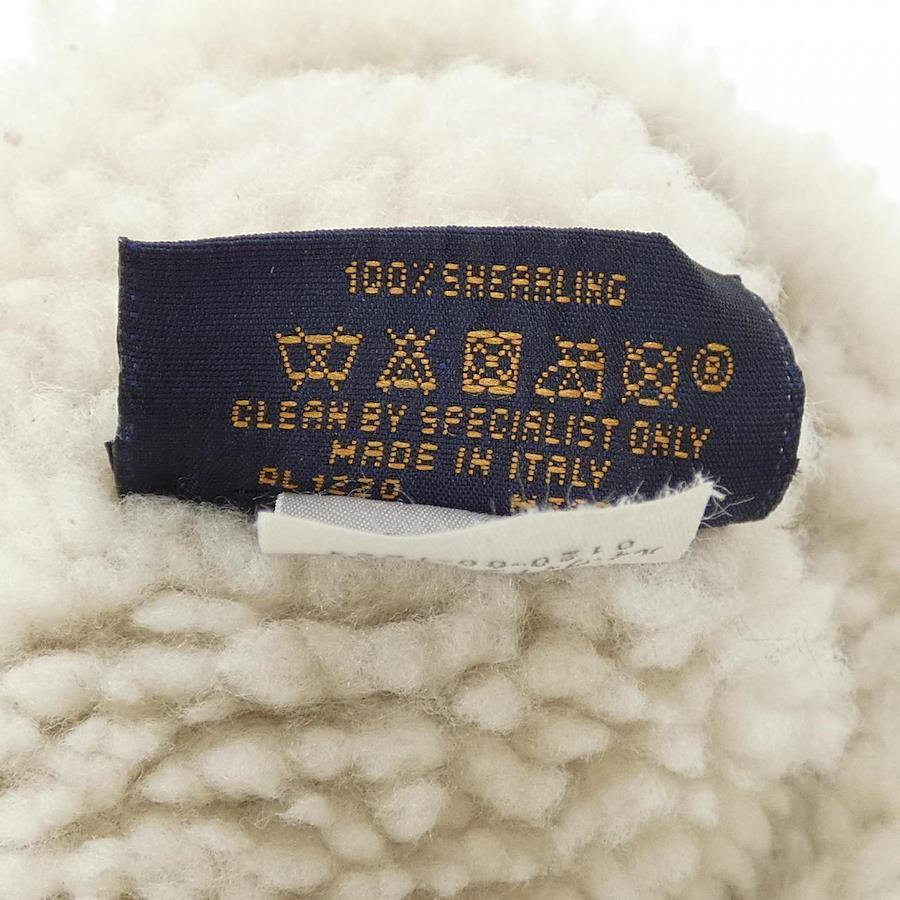 100% SHEARLING
CLEAN BY SPECIALIST ONLY
MADE IN ITALY